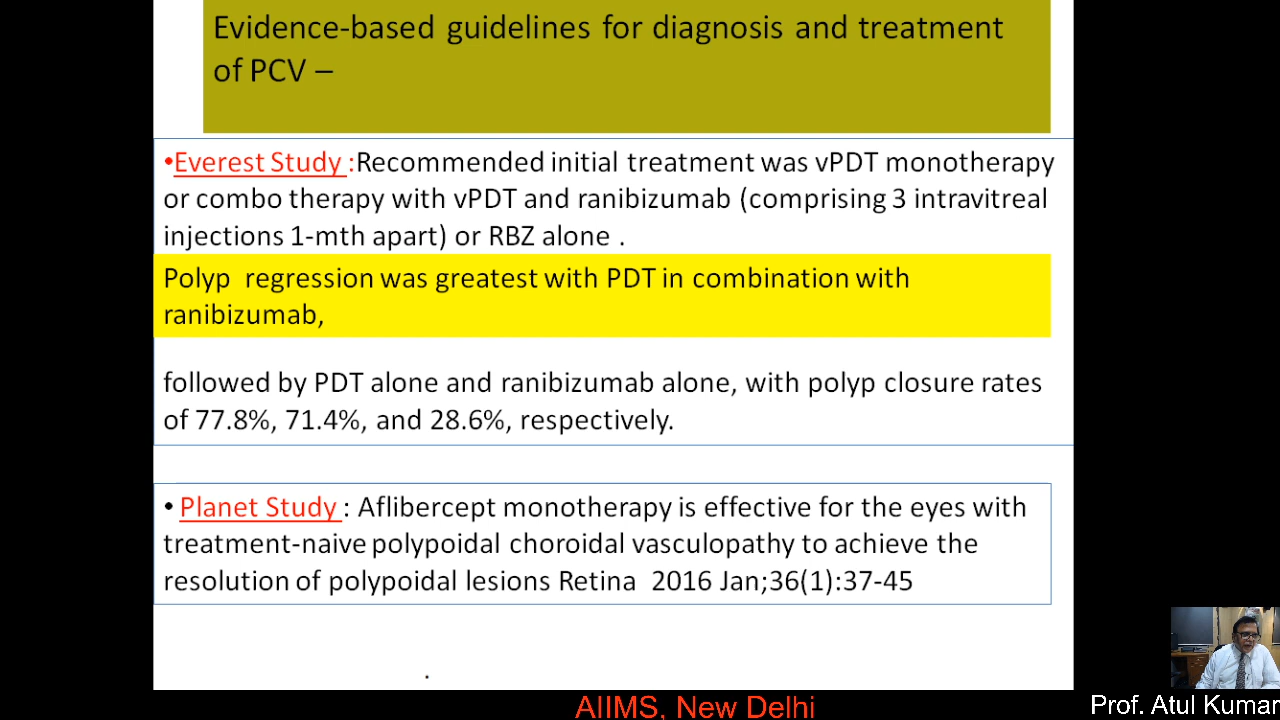 Evidence-based guidelines for diagnosis and treatment
of PCV –
•Everest Study :Recommended initial treatment was vPDT monotherapy
or combo therapy with vPDT and ranibizumab (comprising 3 intravitreal
injections 1-mth apart) or RBZ alone .
Polyp regression was greatest with PDT in combination with
ranibizumab,
followed by PDT alone and ranibizumab alone, with polyp closure rates
of 77.8%, 71.4%, and 28.6%, respectively.
• Planet Study : Aflibercept monotherapy is effective for the eyes with
treatment-naive polypoidal choroidal vasculopathy to achieve the
resolution of polypoidal lesions Retina 2016 Jan;36(1):37-45
.
AIIMS, New Delhi
Prof. Atul Kumar